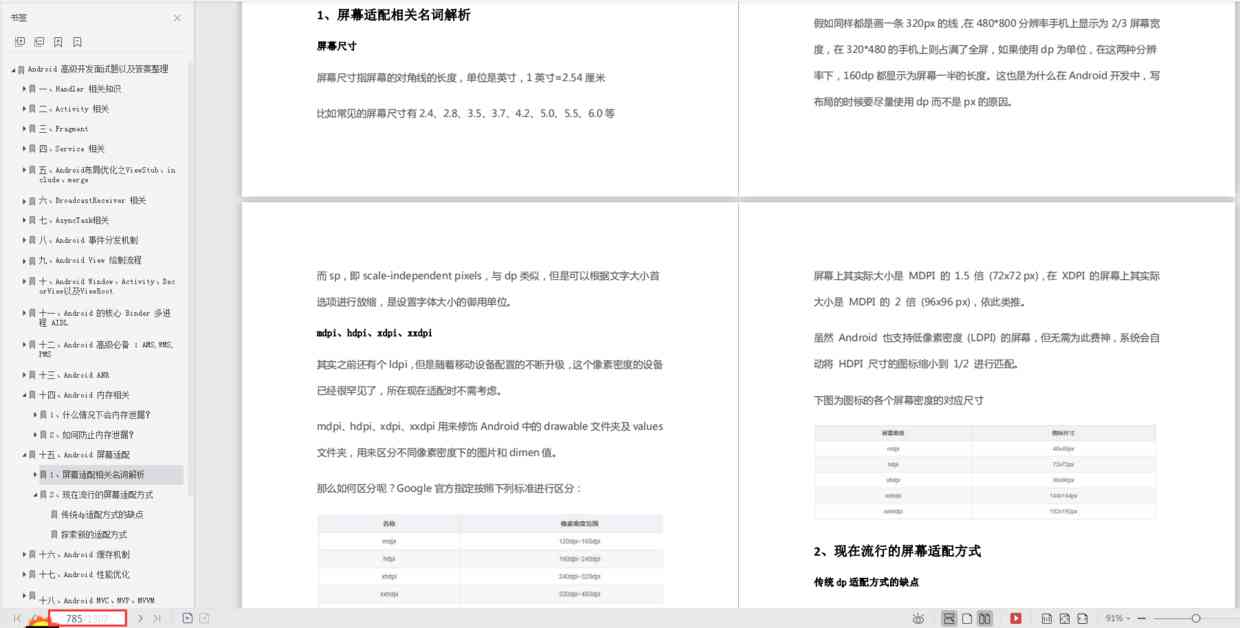 书签
Android 高级开发面试题以及答案整理
一、Handler 相关知识
二、Activity 相关
三、Fragment
四、Service 相关
五、Android布局优化之ViewStub、in
clude、merge
六、BroadcastReceiver 相关
七、AsyncTask相关
八、Android 事件分发机制
九、Android View 绘制流程
十、Android Window、Activity、Dec
orView以及ViewRoot
十一、Android 的核心 Binder 多进
程 AIDL
十二、Android 高级必备 ：AMS,WMS,
PMS
十三、Android ANR
十四、Android 内存相关
1、什么情况下会内存泄漏?
2、如何防止内存泄漏?
十五、Android 屏幕适配
1、屏幕适配相关名词解析
2、现在流行的屏幕适配方式
传统dp适配方式的缺点
探索新的适配方式
十六、Android 缓存机制
十七、Android 性能优化
十八、Android MVC、MVP、MVVM
785
1、屏幕适配相关名词解析
屏幕尺寸
屏幕尺寸指屏幕的对角线的长度，单位是英寸，1 英寸=2.54 厘米
比如常见的屏幕尺寸有 2.4、2.8、3.5、3.7、4.2、5.0、5.5、6.0 等
假如同样都是画一条 320px 的线，在 480*800 分辨率手机上显示为 2/3 屏幕宽
度，在 320*480 的手机上则占满了全屏，如果使用 dp 为单位，在这两种分辨
率下，160dp 都显示为屏幕一半的长度。这也是为什么在 Android 开发中，写
布局的时候要尽量使用 dp 而不是 px 的原因。
而 sp，即 scale-independent pixels，与 dp 类似，但是可以根据文字大小首
选项进行放缩，是设置字体大小的御用单位。
mdpi、hdpi、xdpi、xxdpi
其实之前还有个 ldpi，但是随着移动设备配置的不断升级，这个像素密度的设备
已经很罕见了，所在现在适配时不需考虑。
mdpi、hdpi、xdpi、xxdpi 用来修饰 Android 中的 drawable 文件夹及 values
文件夹，用来区分不同像素密度下的图片和 dimen 值。
那么如何区分呢？Google 官方指定按照下列标准进行区分：
名称 像素密度范围
mdpi 120dpi~160dpi
hdpi 160dpi~240dpi
xhdpi 240dpi~320dpi
xxhdpi 320dpi~480dpi
屏幕上其实际大小是 MDPI 的 1.5 倍 (72x72 px)，在 XDPI 的屏幕上其实际
大小是 MDPI 的 2 倍 (96x96 px)，依此类推。
虽然 Android 也支持低像素密度 (LDPI) 的屏幕，但无需为此费神，系统会自
动将 HDPI 尺寸的图标缩小到 1/2 进行匹配。
下图为图标的各个屏幕密度的对应尺寸
屏幕密度 图标尺寸
mdpi 48x48px
hdpi 72x72px
xhdpi 96x96px
xxhdpi 144x144px
xxxhdpi 192x192px
2、现在流行的屏幕适配方式
传统 dp 适配方式的缺点
91%